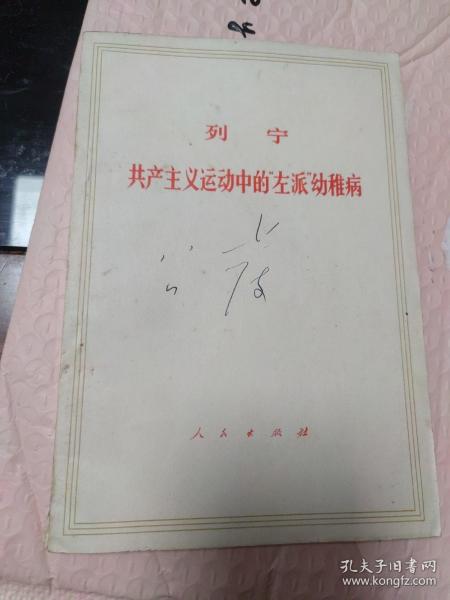 列 宁
共产主义运动中的“左派”幼稚病
人民出版社
孔夫子旧书网
www.kongfz.com